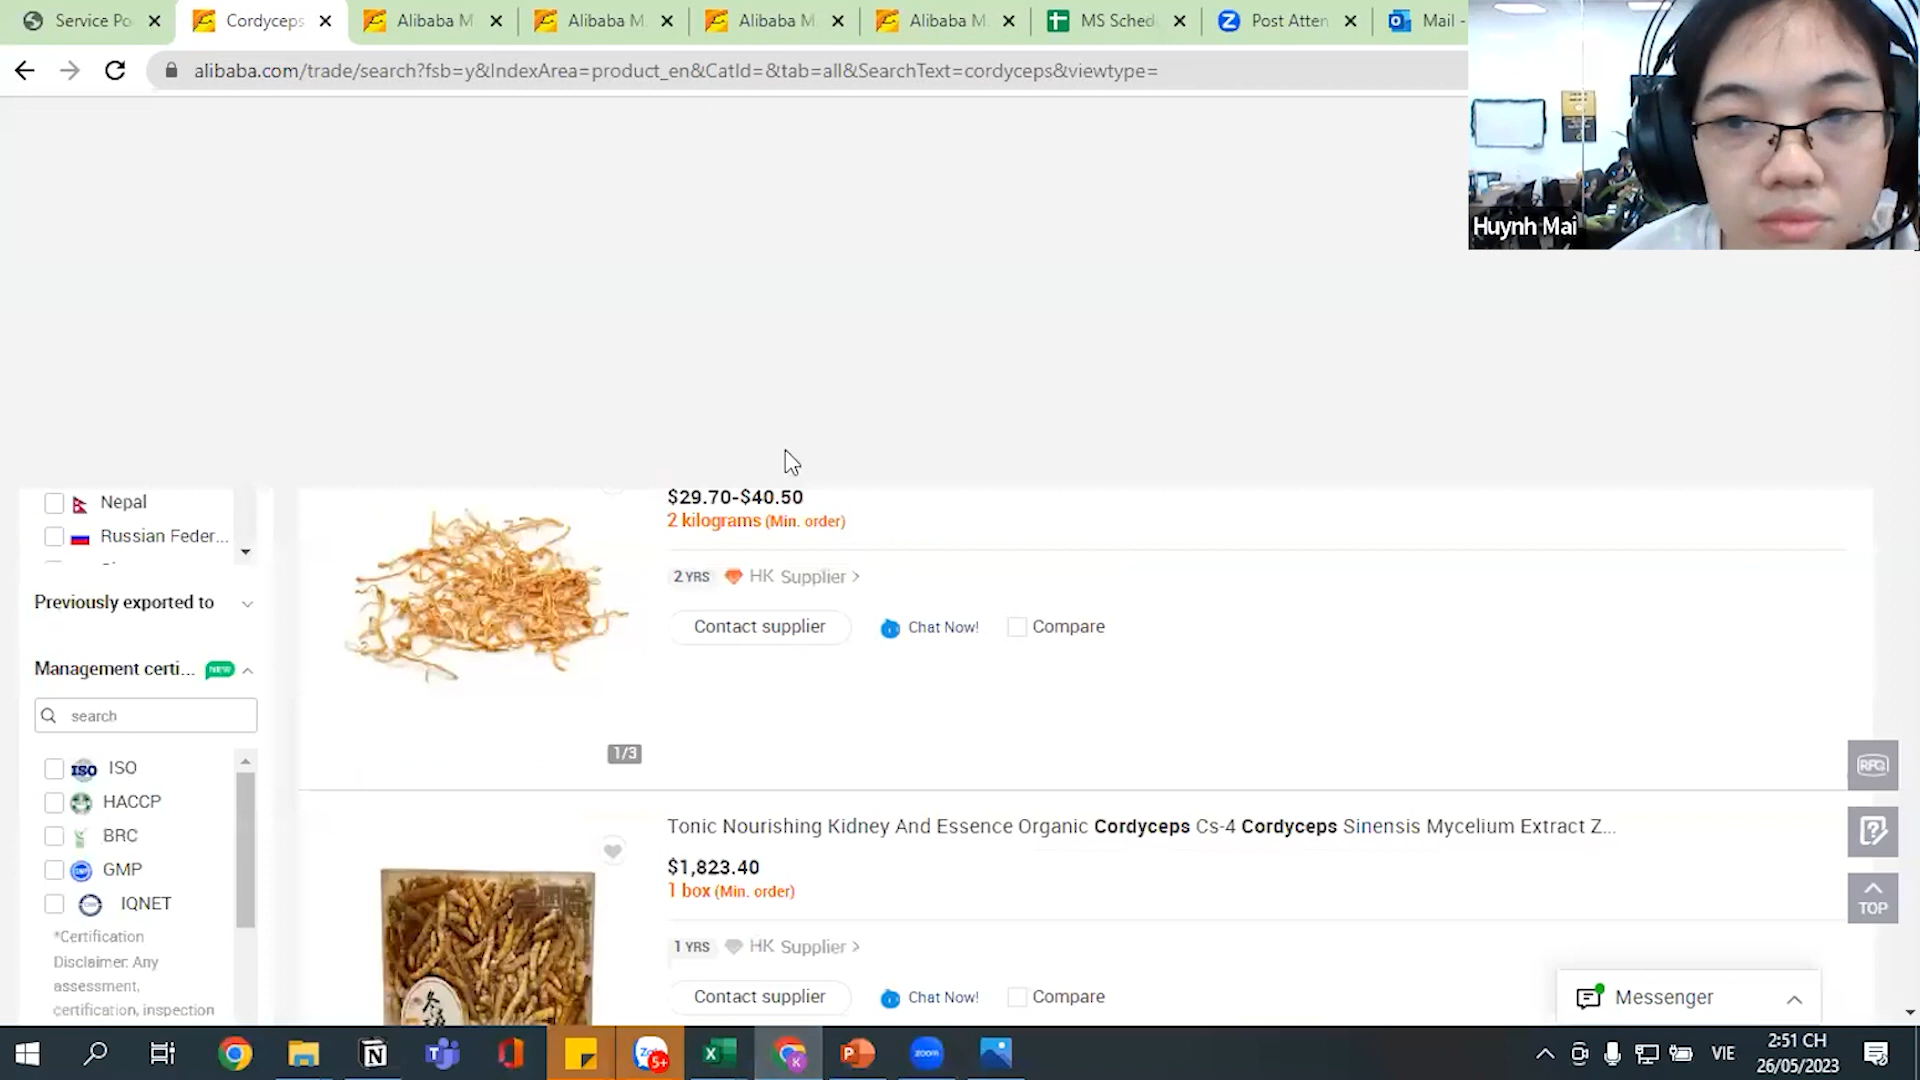 Service Po
Cordyceps
Alibaba M
Alibaba M
Alibaba M
Alibaba M
MS Sched
Post Atten
Mail -
alibaba.com/trade/search?fsb=y&IndexArea=product_en&CatId=&tab=all&SearchText=cordyceps&viewtype=
Huynh Mai
Nepal
Russian Feder...
Previously exported to
Management certi...
NEW
search
ISO ISO
HACCP
BRC
GMP
IQNET
*Certification
Disclaimer: Any
assessment,
certification, inspection
$29.70-$40.50
2 kilograms (Min. order)
2 YRS HK Supplier >
Contact supplier
Chat Now!
Compare
1/3
Tonic Nourishing Kidney And Essence Organic Cordyceps Cs-4 Cordyceps Sinensis Mycelium Extract Z...
$1,823.40
1 box (Min. order)
1 YRS HK Supplier >
Contact supplier
Chat Now!
Compare
RFQ
TOP
Messenger
5+
zoom
VIE
2:51 CH
26/05/2023